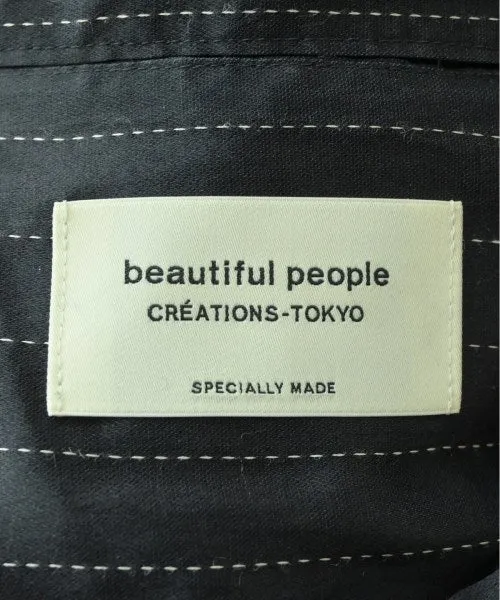 beautiful people
CRÉATIONS-TOKYO
SPECIALLY MADE